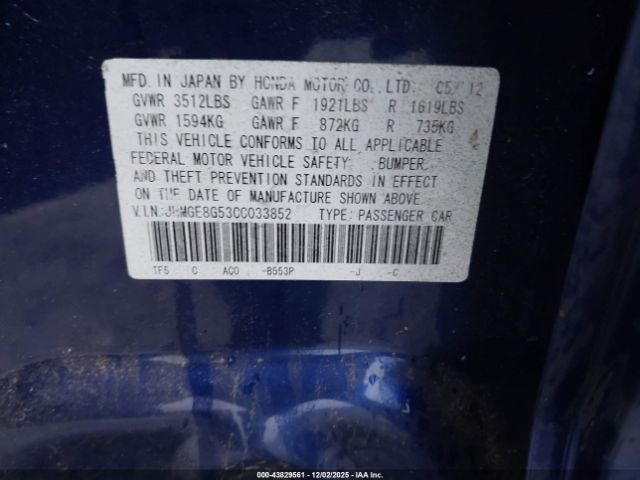 MFD. IN JAPAN BY HONDA MOTOR CO., LTD. 05/12
GVWR 3512LBS GAWR F 1921LBS R 1619LBS
GVWR 1594KG GAWR F 872KG R 735KG
THIS VEHICLE CONFORMS TO ALL APPLICABLE
FEDERAL MOTOR VEHICLE SAFETY, BUMPER,
AND THEFT PREVENTION STANDARDS IN EFFECT
ON THE DATE OF MANUFACTURE SHOWN ABOVE
V.I.N.:JHMGE8G53CC033852 TYPE: PASSENGER CAR
TF5 C AC0 -B553P -J -C
000-43829561 | 12/02/2025 | IAA Inc.